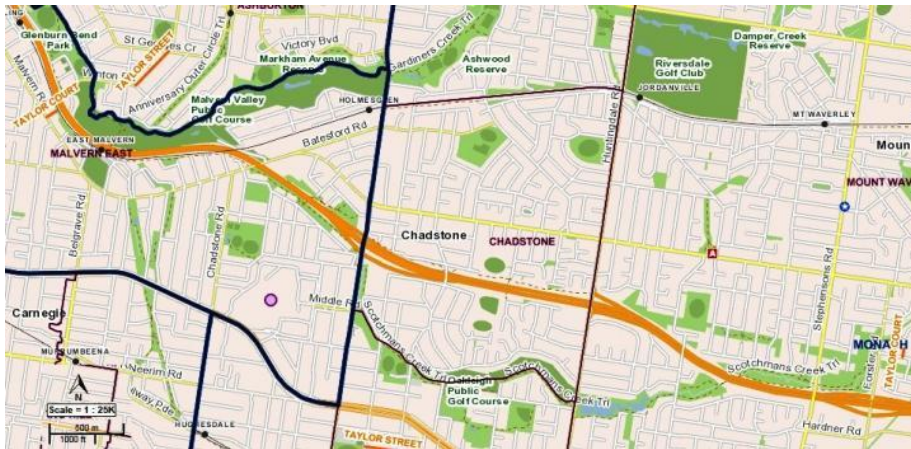 LING
ASHBURTON
Glenburn Bend
Park
St Georges Cr
Victory Bvd
Markham Avenue
Reserve
Gardiners Creek Trl
Ashwood
Reserve
Damper Creek
Reserve
Riversdale
Golf Club
JORDANVILLE
Malvern Rd
TAYLOR COURT
TAYLOR STREET
Anniversary Outer Circle Trl
Malvern Valley
Public
Golf Course
HOLMESGLEN
Batesford Rd
Huntingdale Rd
MT WAVERLEY
EAST MALVERN
MALVERN EAST
Moun
MOUNT WAV
Belgrave Rd
Chadstone Rd
Chadstone
CHADSTONE
A
Stephensons Rd
Middle Rd
Scotchmans Creek Trl
Carnegie
MURRUMBEENA
Neerim Rd
N
Scale = 1 : 25K
600 m
1000 ft
HUGHESDALE
Oakleigh
Public
Golf Course
Scotchmans Creek Trl
Scotchmans Creek Trl
TAYLOR COURT
Forster
Hardner Rd
TAYLOR STREET